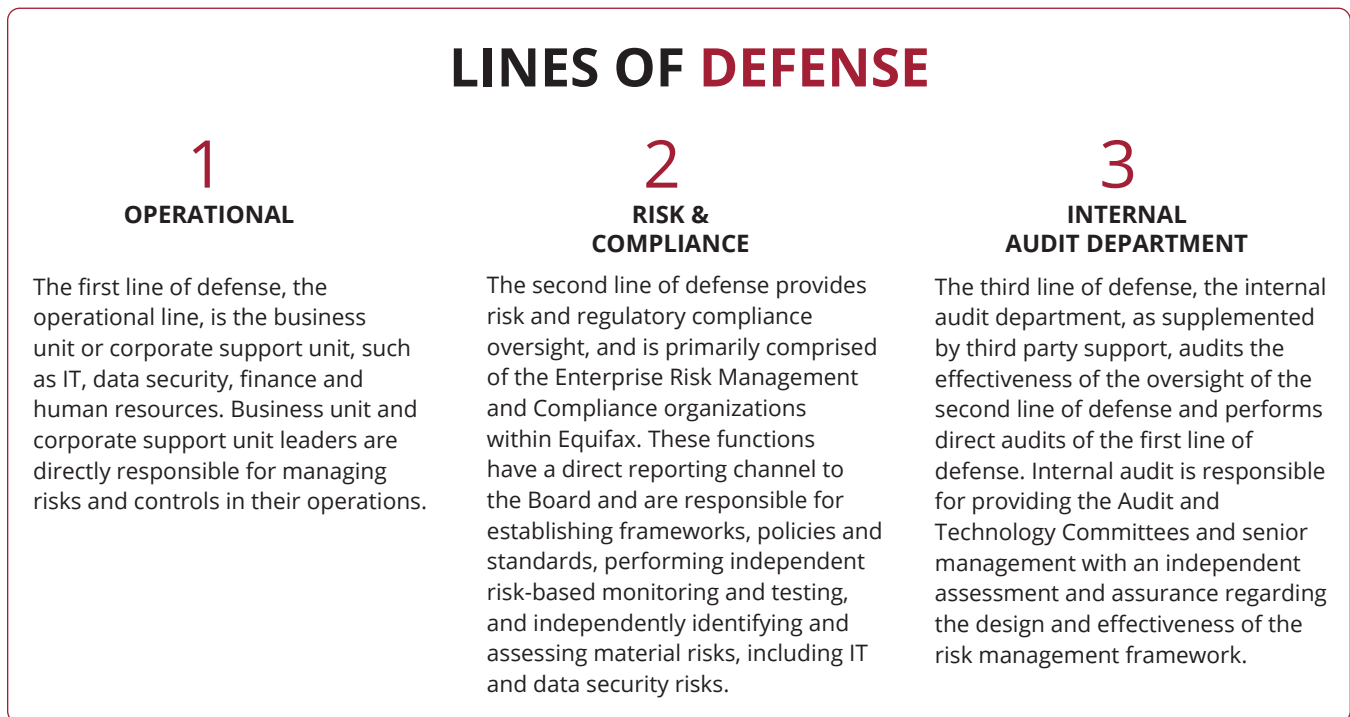 LINES OF DEFENSE
1
OPERATIONAL
The first line of defense, the
operational line, is the business
unit or corporate support unit, such
as IT, data security, finance and
human resources. Business unit and
corporate support unit leaders are
directly responsible for managing
risks and controls in their operations.
2
RISK &
COMPLIANCE
The second line of defense provides
risk and regulatory compliance
oversight, and is primarily comprised
of the Enterprise Risk Management
and Compliance organizations
within Equifax. These functions
have a direct reporting channel to
the Board and are responsible for
establishing frameworks, policies and
standards, performing independent
risk-based monitoring and testing,
and independently identifying and
assessing material risks, including IT
and data security risks.
3
INTERNAL
AUDIT DEPARTMENT
The third line of defense, the internal
audit department, as supplemented
by third party support, audits the
effectiveness of the oversight of the
second line of defense and performs
direct audits of the first line of
defense. Internal audit is responsible
for providing the Audit and
Technology Committees and senior
management with an independent
assessment and assurance regarding
the design and effectiveness of the
risk management framework.